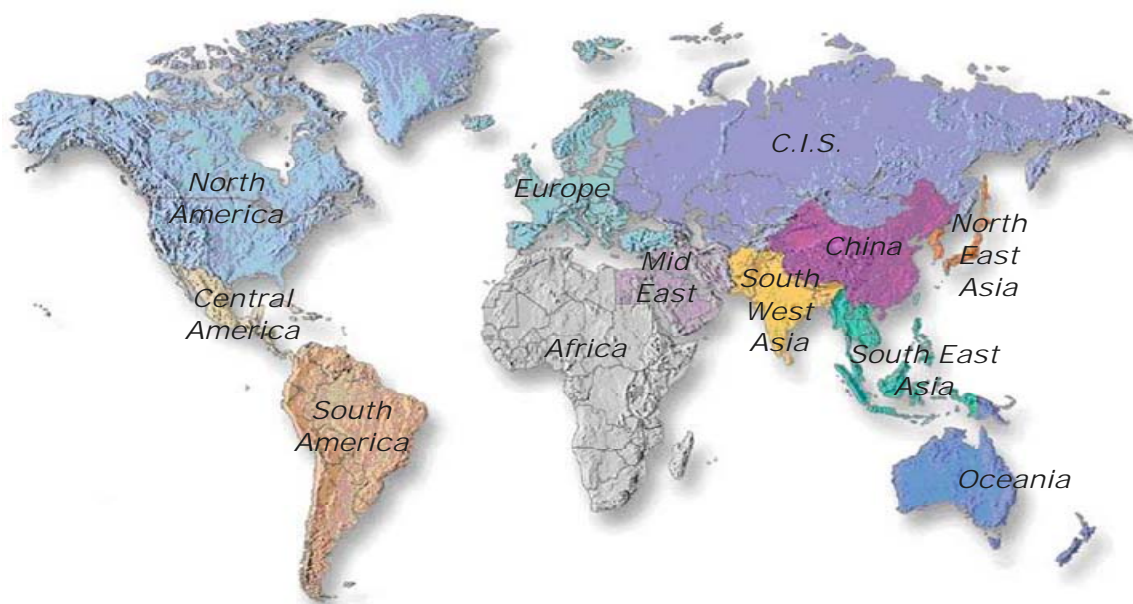 North
America
Central
America
South
America
Europe
Africa
Mid
East
C.I.S.
China
North
East
Asia
South
West
Asia
South East
Asia
Oceania